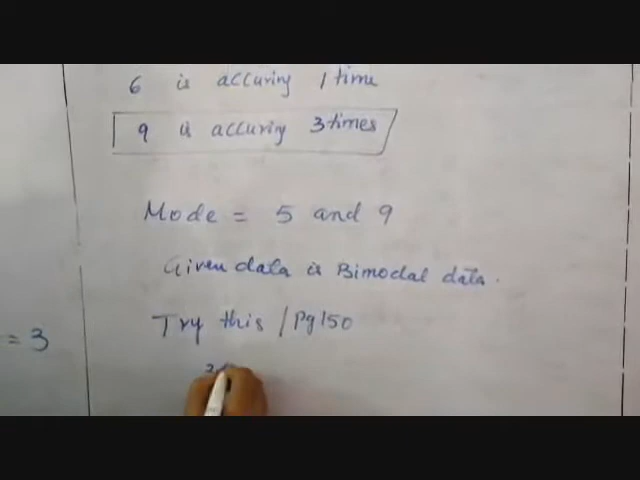 6 is accuring 1 time
9 is accuring 3 times
Mode = 5 and 9
Given data is Bimodal data.
= 3
Try this / Pg 150